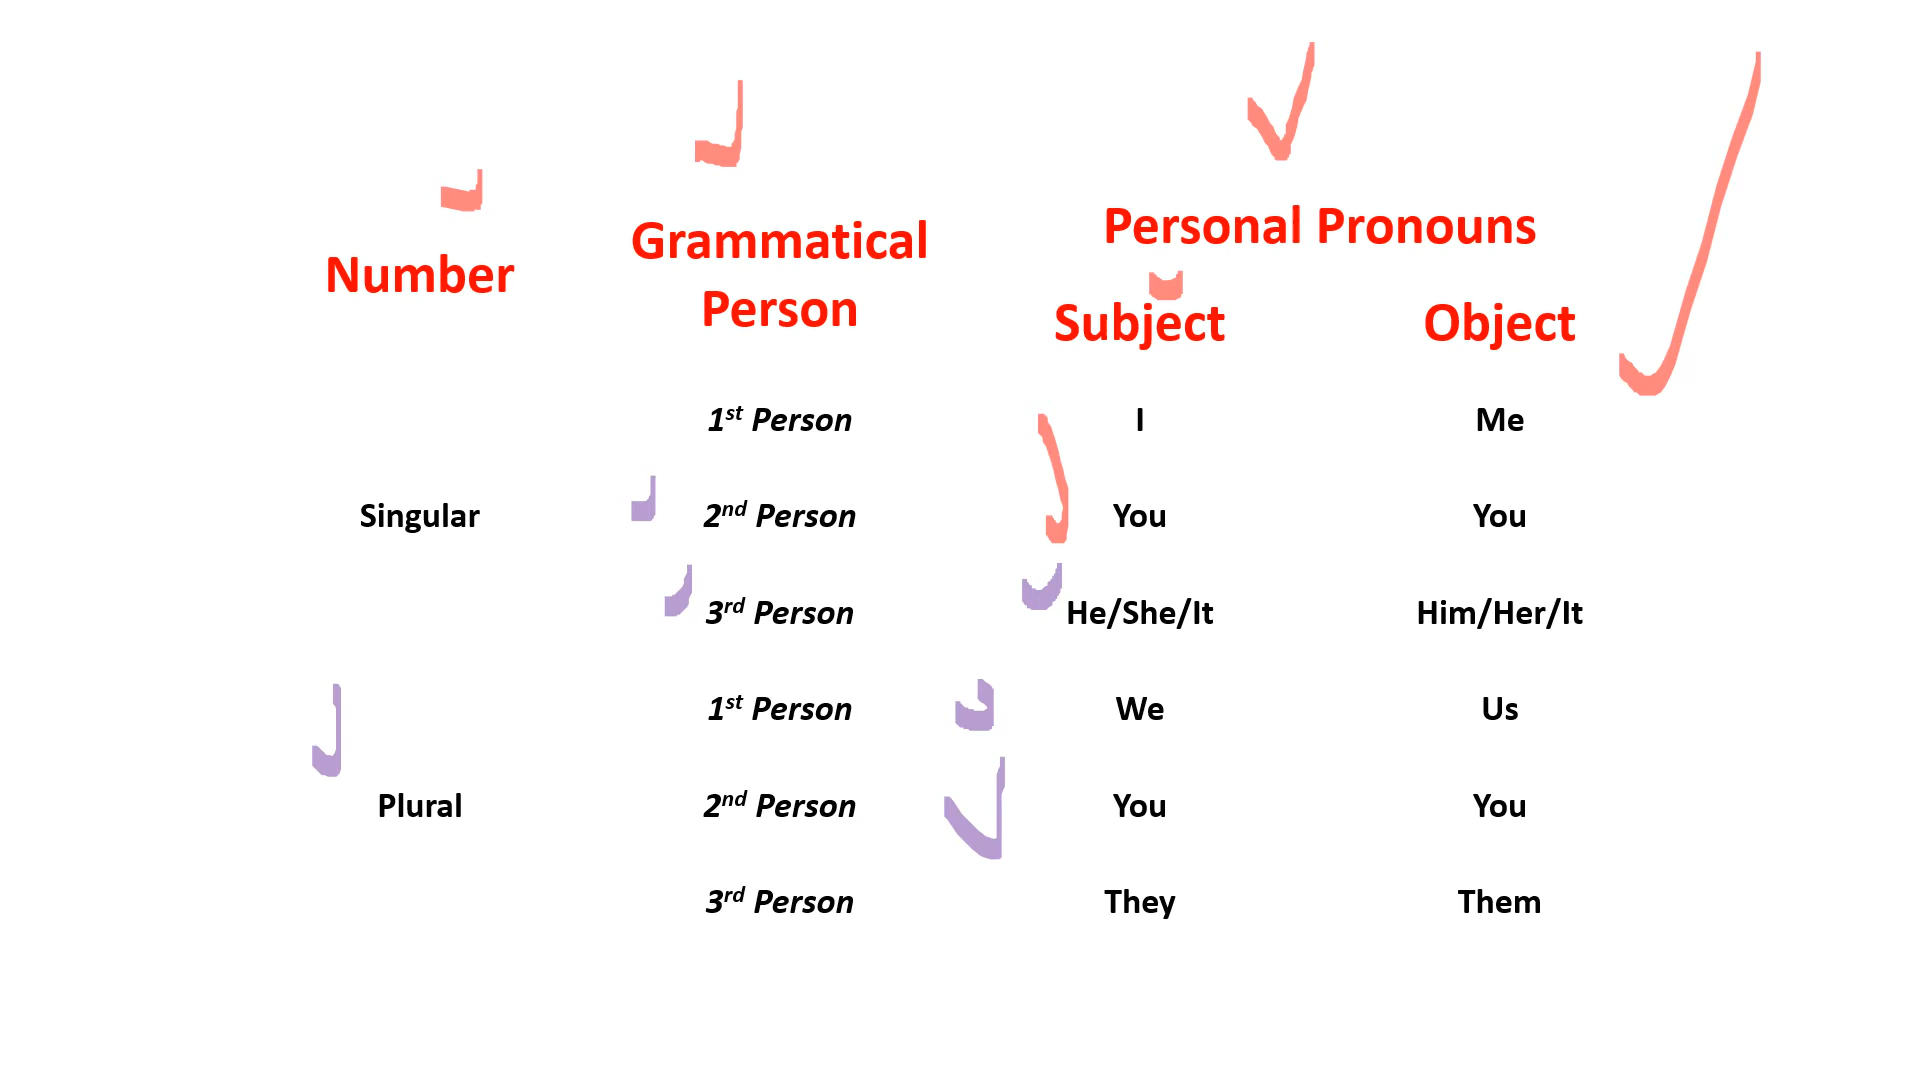 Number
Grammatical
Person
Personal Pronouns
Subject Object
1st Person I Me
Singular 2nd Person You You
3rd Person He/She/It Him/Her/It
1st Person We Us
Plural 2nd Person You You
3rd Person They Them